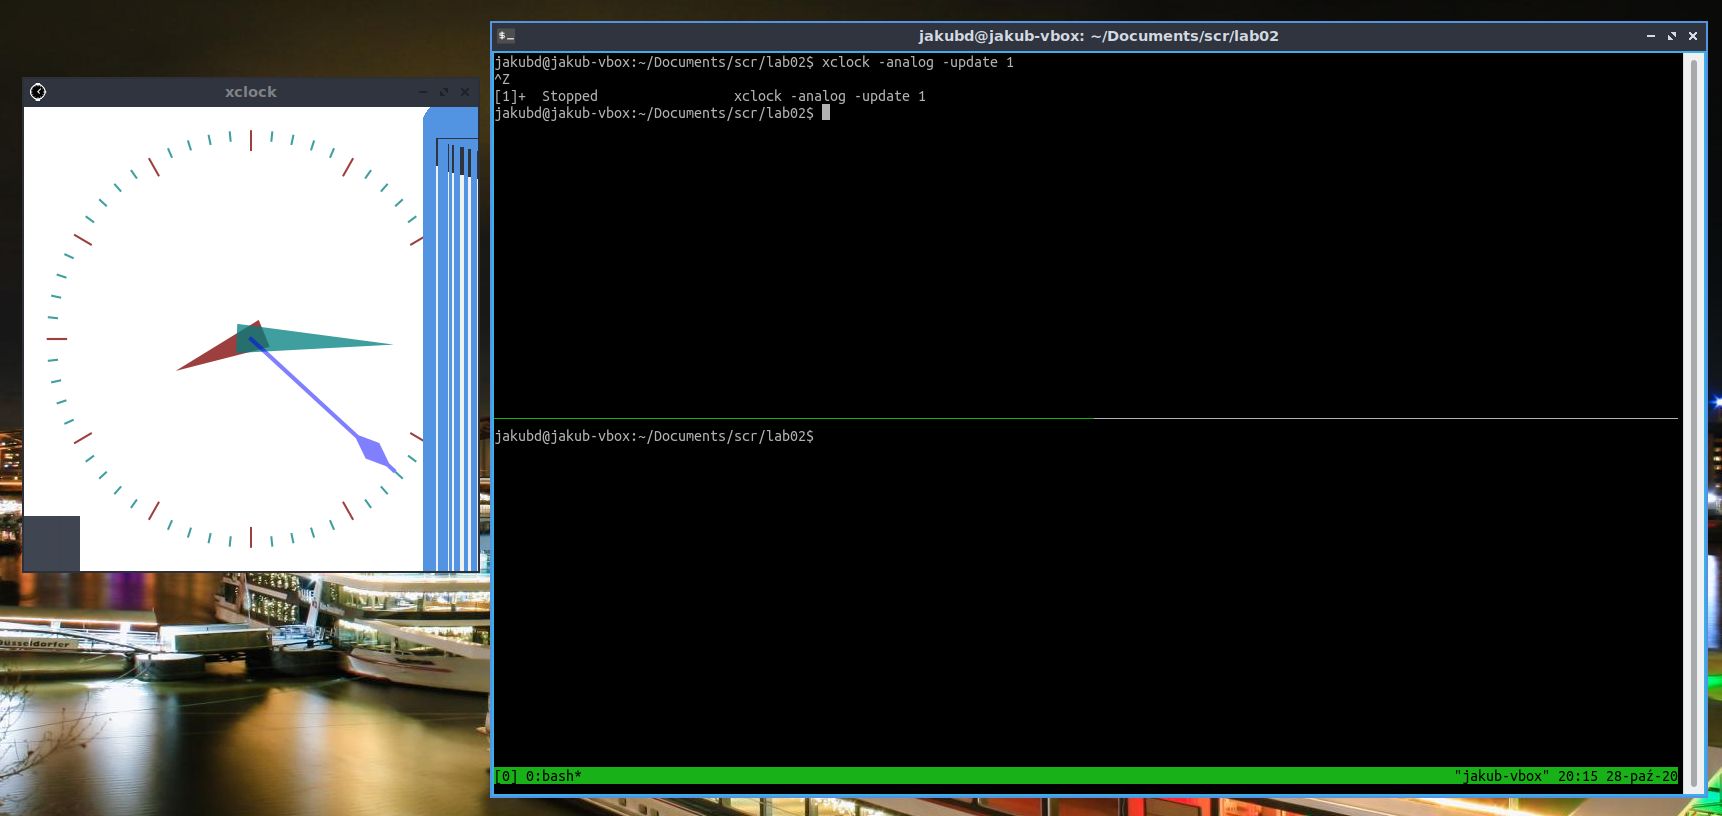 jakubd@jakub-vbox: ~/Documents/scr/lab02
jakubd@jakub-vbox:~/Documents/scr/lab02$ xclock -analog -update 1
^Z
[1]+  Stopped                 xclock -analog -update 1
jakubd@jakub-vbox:~/Documents/scr/lab02$
xclock
jakubd@jakub-vbox:~/Documents/scr/lab02$
[0] 0:bash* "jakub-vbox" 20:15 28-paź-20